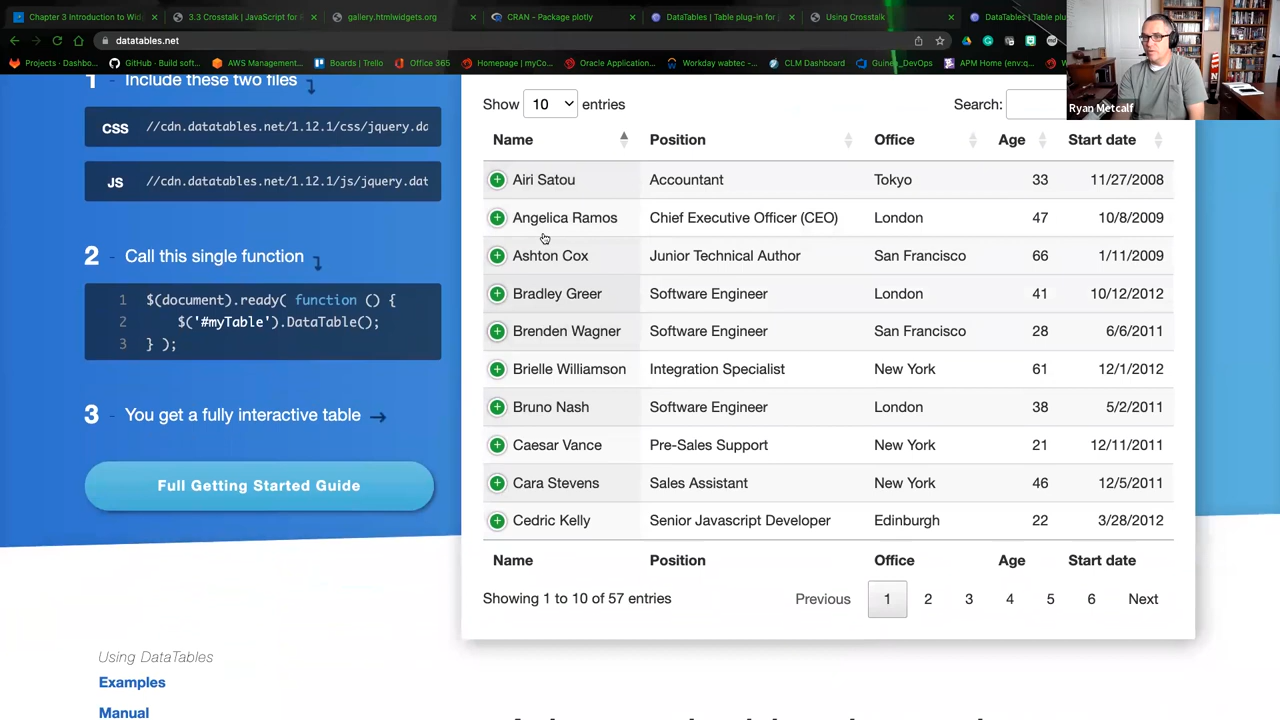 Chapter 3 Introduction to Wid
3.3 Crosstalk | JavaScript for
gallery.htmlwidgets.org
CRAN - Package plotly
DataTables | Table plug-in for
Using Crosstalk
DataTables | Table plu
datatables.net
Projects - Dashbo...
GitHub · Build soft...
AWS Management...
Boards | Trello
Office 365
Homepage | myCo...
Oracle Application...
Workday wabtec -...
CLM Dashboard
Guinea_DevOps
APM Home (env:q...
Ryan Metcalf
1 - Include these two files
CSS //cdn.datatables.net/1.12.1/css/jquery.dc
JS //cdn.datatables.net/1.12.1/js/jquery.dat
2 - Call this single function
1 $(document).ready( function () {
2 $('#myTable').DataTable();
3 } );
3 - You get a fully interactive table
Full Getting Started Guide
Show 10 entries Search:
Name Position Office Age Start date
Airi Satou Accountant Tokyo 33 11/27/2008
Angelica Ramos Chief Executive Officer (CEO) London 47 10/8/2009
Ashton Cox Junior Technical Author San Francisco 66 1/11/2009
Bradley Greer Software Engineer London 41 10/12/2012
Brenden Wagner Software Engineer San Francisco 28 6/6/2011
Brielle Williamson Integration Specialist New York 61 12/1/2012
Bruno Nash Software Engineer London 38 5/2/2011
Caesar Vance Pre-Sales Support New York 21 12/11/2011
Cara Stevens Sales Assistant New York 46 12/5/2011
Cedric Kelly Senior Javascript Developer Edinburgh 22 3/28/2012
Name Position Office Age Start date
Showing 1 to 10 of 57 entries Previous 1 2 3 4 5 6 Next
Using DataTables
Examples
Manual